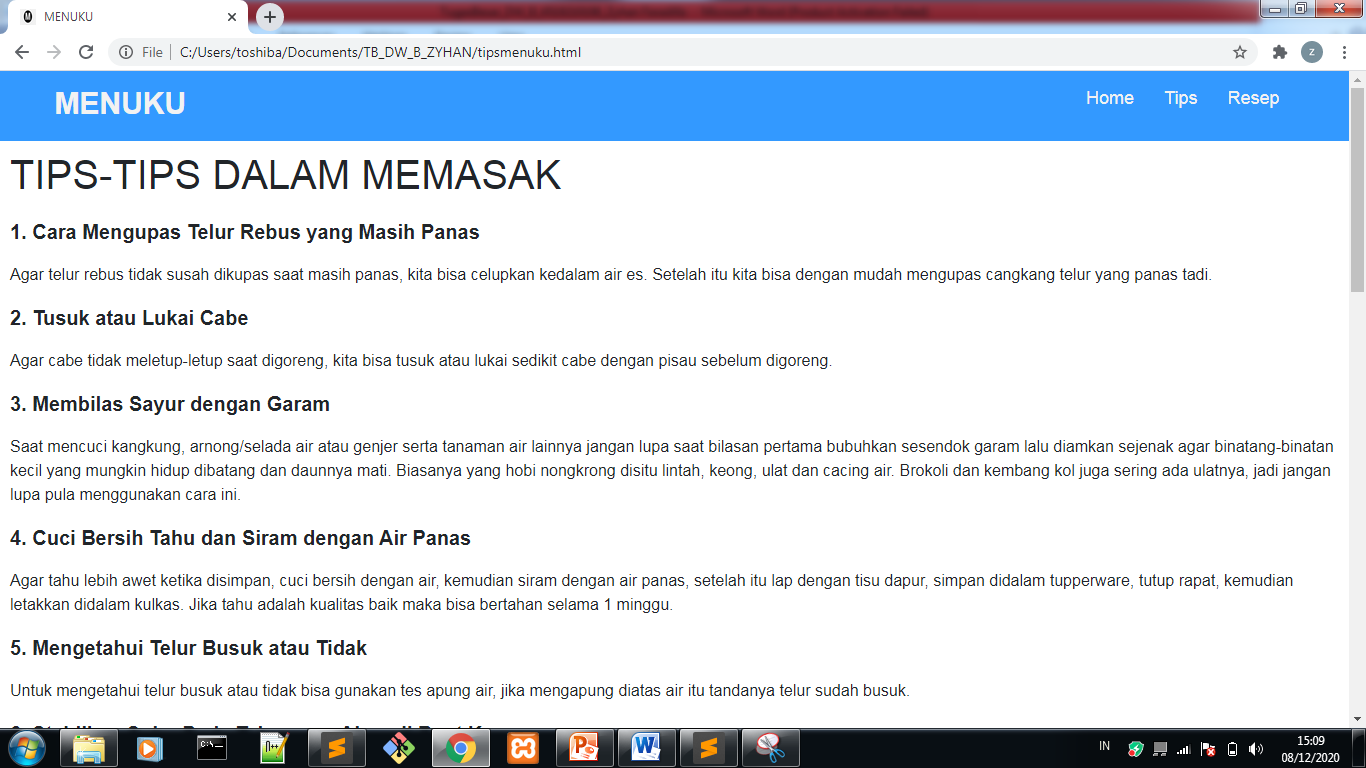 MENUKU
File
C:/Users/toshiba/Documents/TB_DW_B_ZYHAN/tipsmenuku.html
z
MENUKU
Home Tips Resep
TIPS-TIPS DALAM MEMASAK
1. Cara Mengupas Telur Rebus yang Masih Panas
Agar telur rebus tidak susah dikupas saat masih panas, kita bisa celupkan kedalam air es. Setelah itu kita bisa dengan mudah mengupas cangkang telur yang panas tadi.
2. Tusuk atau Lukai Cabe
Agar cabe tidak meletup-letup saat digoreng, kita bisa tusuk atau lukai sedikit cabe dengan pisau sebelum digoreng.
3. Membilas Sayur dengan Garam
Saat mencuci kangkung, arnong/selada air atau genjer serta tanaman air lainnya jangan lupa saat bilasan pertama bubuhkan sesendok garam lalu diamkan sejenak agar binatang-binatan
kecil yang mungkin hidup dibatang dan daunnya mati. Biasanya yang hobi nongkrong disitu lintah, keong, ulat dan cacing air. Brokoli dan kembang kol juga sering ada ulatnya, jadi jangan
lupa pula menggunakan cara ini.
4. Cuci Bersih Tahu dan Siram dengan Air Panas
Agar tahu lebih awet ketika disimpan, cuci bersih dengan air, kemudian siram dengan air panas, setelah itu lap dengan tisu dapur, simpan didalam tupperware, tutup rapat, kemudian
letakkan didalam kulkas. Jika tahu adalah kualitas baik maka bisa bertahan selama 1 minggu.
5. Mengetahui Telur Busuk atau Tidak
Untuk mengetahui telur busuk atau tidak bisa gunakan tes apung air, jika mengapung diatas air itu tandanya telur sudah busuk.
IN
15:09
08/12/2020